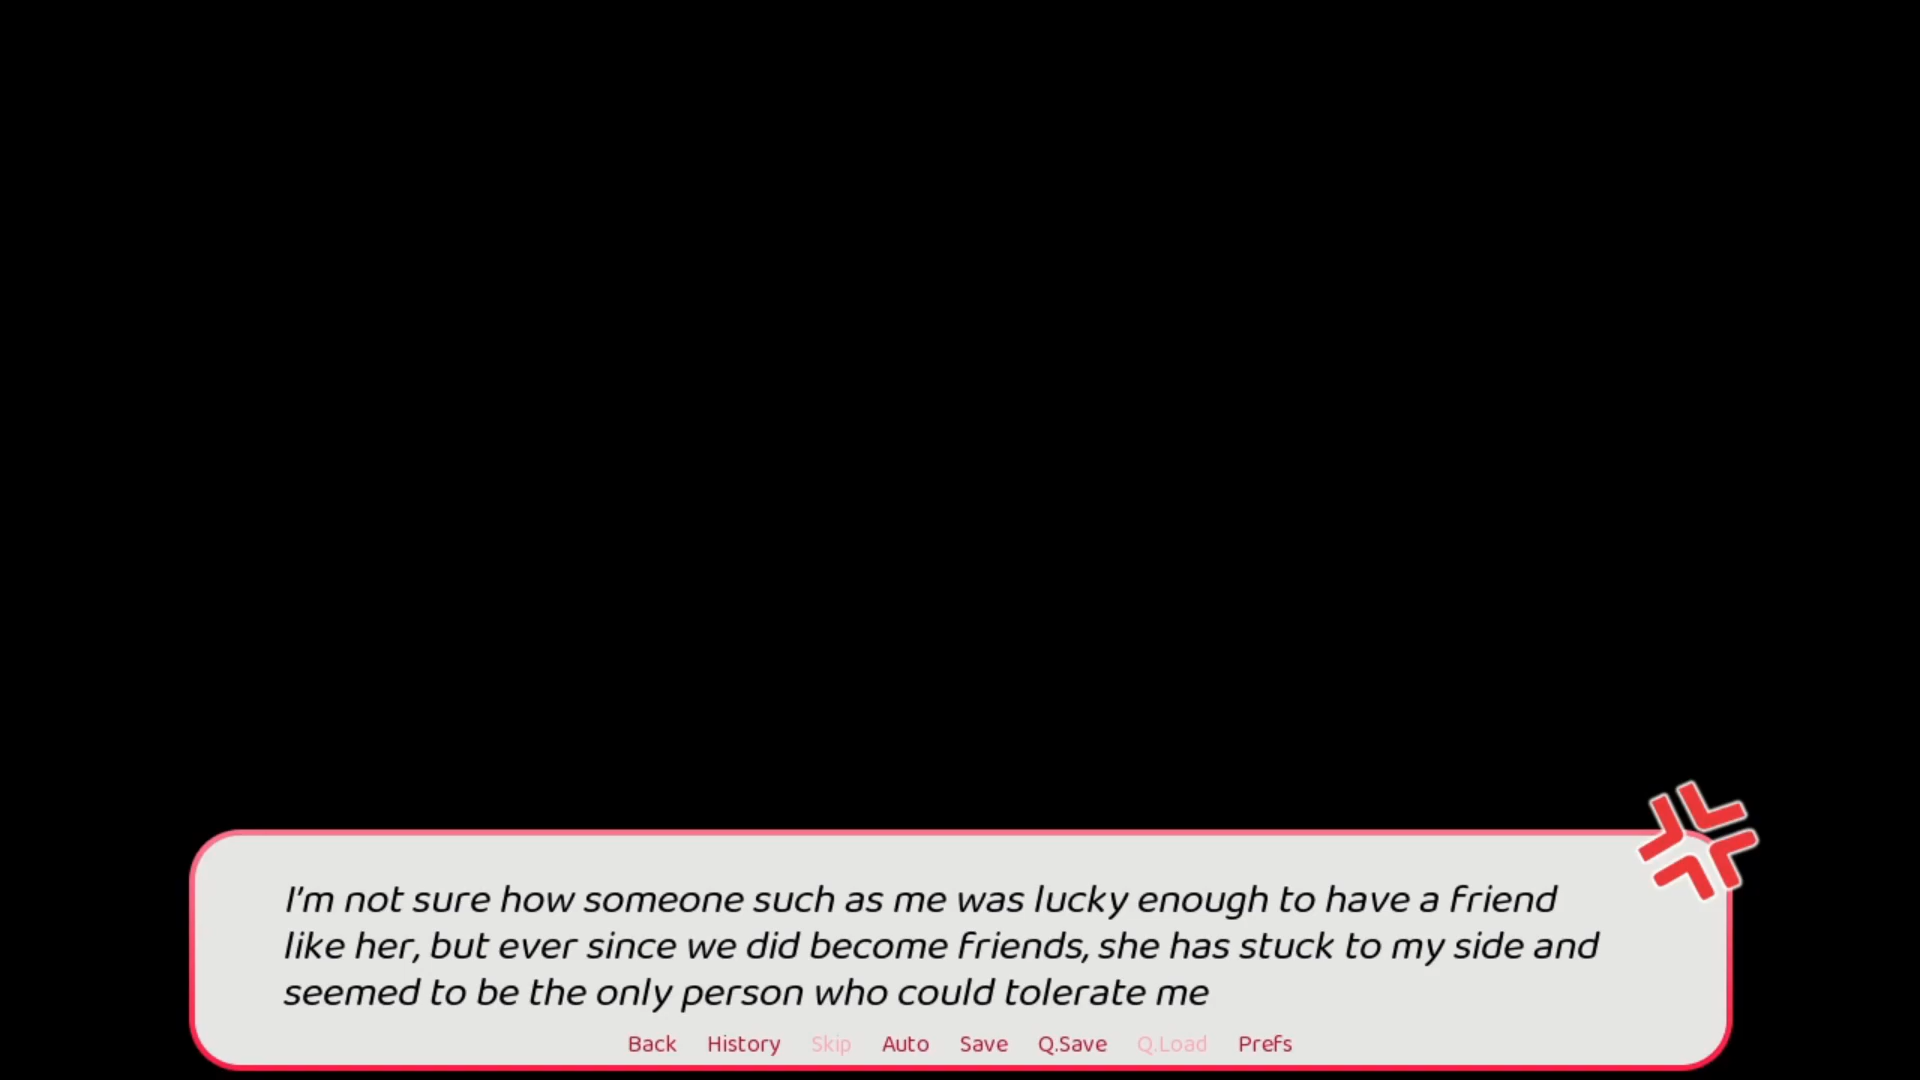 I'm not sure how someone such as me was lucky enough to have a friend
like her, but ever since we did become friends, she has stuck to my side and
seemed to be the only person who could tolerate me
Back History Skip Auto Save Q.Save Q.Load Prefs